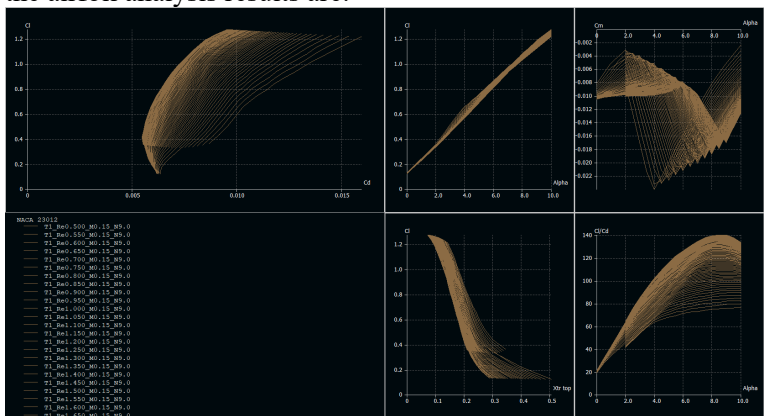 the airfoil analysis results are:
Cl
1.2
1.0
0.8
0.6
0.4
0.2
0
0
0.005
0.010
0.015
Cd
Cl
1.2
1.0
0.8
0.6
0.4
0.2
0
0
2.0
4.0
6.0
8.0
10.0
Alpha
Cm
Alpha
0.000
0
2.0
4.0
6.0
8.0
10.0
-0.002
-0.004
-0.006
-0.008
-0.010
-0.012
-0.014
-0.016
-0.018
-0.020
-0.022
NACA 23012
T1_Re0.500_M0.15_N9.0
T1_Re0.550_M0.15_N9.0
T1_Re0.600_M0.15_N9.0
T1_Re0.650_M0.15_N9.0
T1_Re0.700_M0.15_N9.0
T1_Re0.750_M0.15_N9.0
T1_Re0.800_M0.15_N9.0
T1_Re0.850_M0.15_N9.0
T1_Re0.900_M0.15_N9.0
T1_Re0.950_M0.15_N9.0
T1_Re1.000_M0.15_N9.0
T1_Re1.050_M0.15_N9.0
T1_Re1.100_M0.15_N9.0
T1_Re1.150_M0.15_N9.0
T1_Re1.200_M0.15_N9.0
T1_Re1.250_M0.15_N9.0
T1_Re1.300_M0.15_N9.0
T1_Re1.350_M0.15_N9.0
T1_Re1.400_M0.15_N9.0
T1_Re1.450_M0.15_N9.0
T1_Re1.500_M0.15_N9.0
T1_Re1.550_M0.15_N9.0
T1_Re1.600_M0.15_N9.0
T1_Re1.650_M0.15_N9.0
Cl
1.2
1.0
0.8
0.6
0.4
0.2
0
0
0.1
0.2
0.3
0.4
0.5
Xtr top
Cl/Cd
140
120
100
80
60
40
20
0
0
2.0
4.0
6.0
8.0
10.0
Alpha